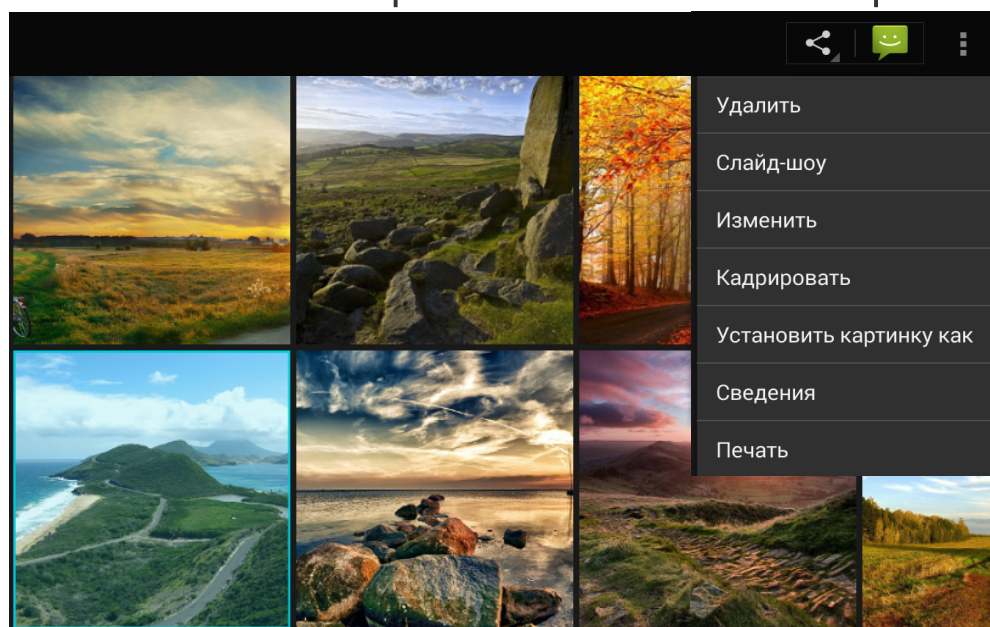 Удалить
Слайд-шоу
Изменить
Кадрировать
Установить картинку как
Сведения
Печать